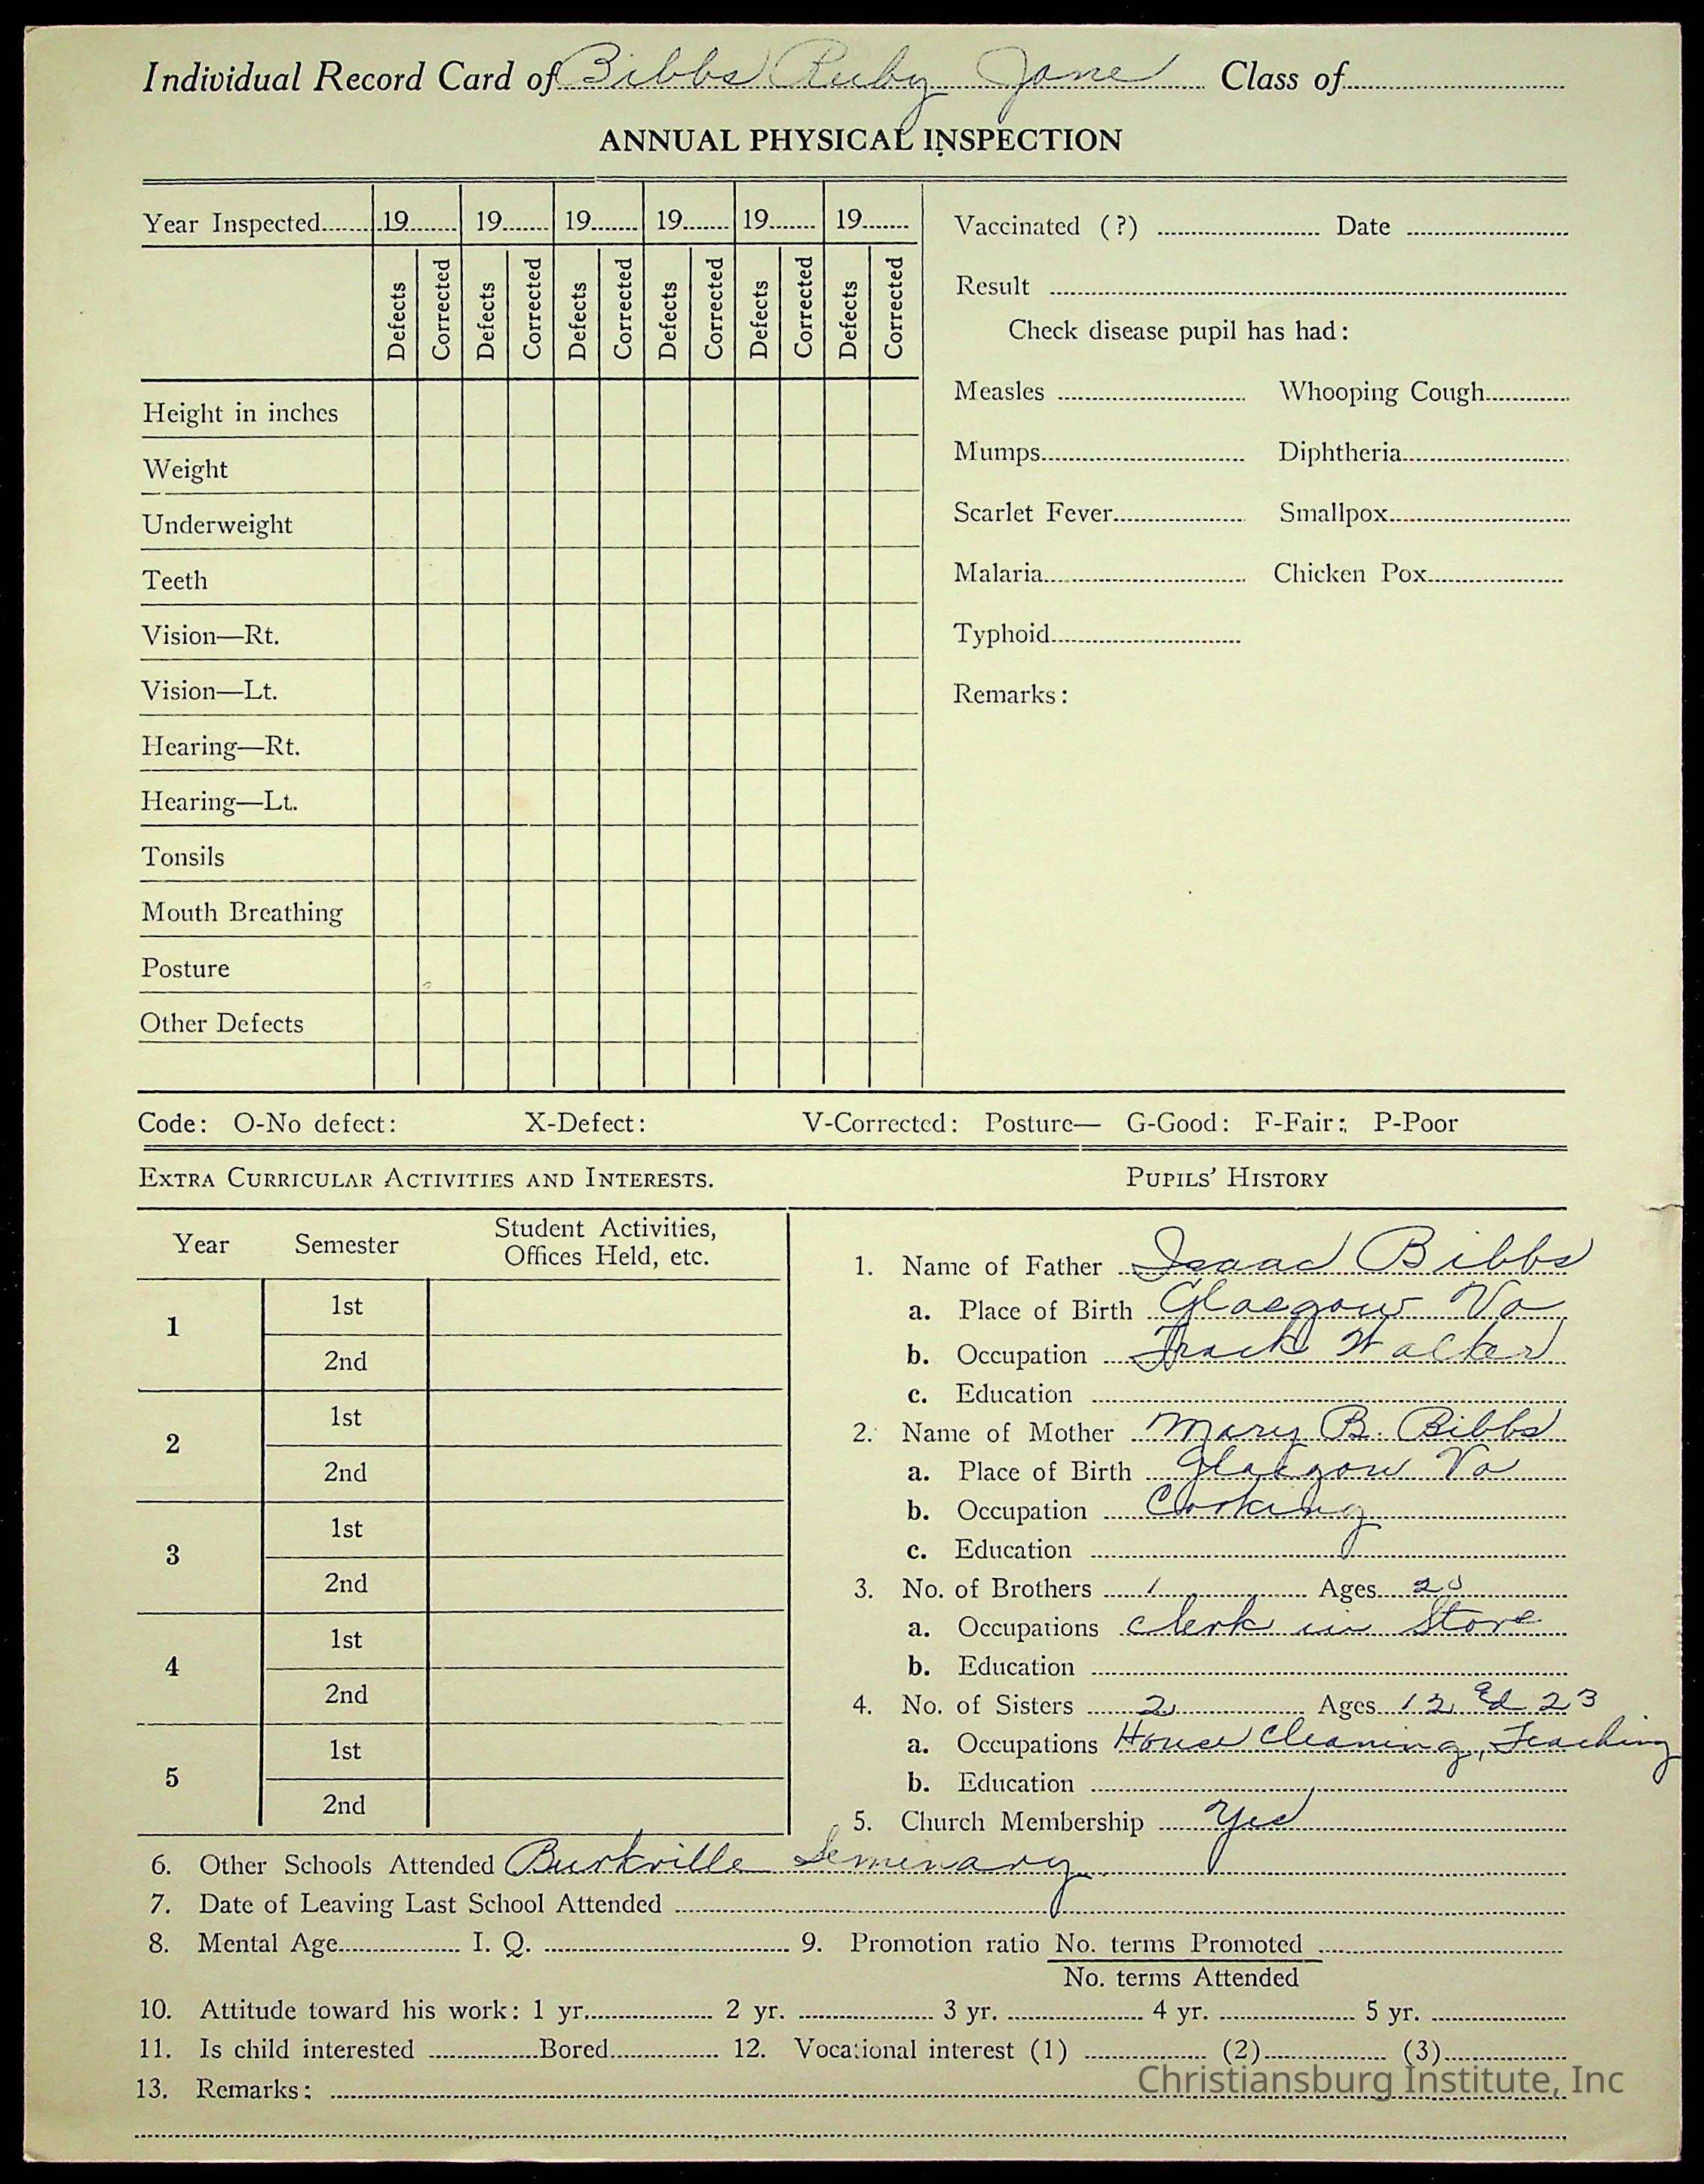 Individual Record Card of Bibbs Ruby Jane Class of
ANNUAL PHYSICAL INSPECTION
Year Inspected 19 19 19 19 19 19
Defects Corrected Defects Corrected Defects Corrected Defects Corrected Defects Corrected Defects Corrected
Height in inches
Weight
Underweight
Teeth
Vision—Rt.
Vision—Lt.
Hearing—Rt.
Hearing—Lt.
Tonsils
Mouth Breathing
Posture
Other Defects
Vaccinated (?) Date
Result
Check disease pupil has had:
Measles Whooping Cough
Mumps Diphtheria
Scarlet Fever Smallpox
Malaria Chicken Pox
Typhoid
Remarks:
Code: O-No defect: X-Defect: V-Corrected: Posture— G-Good: F-Fair: P-Poor
EXTRA CURRICULAR ACTIVITIES AND INTERESTS.
Year Semester Student Activities,
Offices Held, etc.
1 1st
2nd
2 1st
2nd
3 1st
2nd
4 1st
2nd
5 1st
2nd
PUPILS' HISTORY
1. Name of Father Isaac Bibbs
a. Place of Birth Glasgow Va
b. Occupation Track Walker
c. Education
2. Name of Mother Mary B. Bibbs
a. Place of Birth Glasgow Va
b. Occupation Cooking
c. Education
3. No. of Brothers 1 Ages 20
a. Occupations clerk in Store
b. Education
4. No. of Sisters 2 Ages 12 & 23
a. Occupations House Cleaning, Teaching
b. Education
5. Church Membership Yes
6. Other Schools Attended Burkville Seminary
7. Date of Leaving Last School Attended
8. Mental Age I. Q. 9. Promotion ratio No. terms Promoted
No. terms Attended
10. Attitude toward his work: 1 yr. 2 yr. 3 yr. 4 yr. 5 yr.
11. Is child interested Bored 12. Vocational interest (1) (2) (3)
13. Remarks:
Christiansburg Institute, Inc